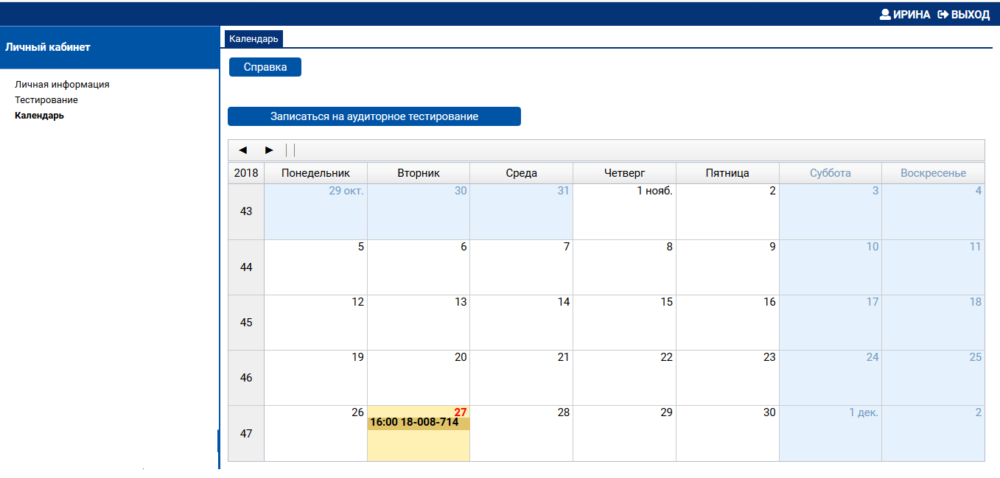 ИРИНА ВЫХОД
Личный кабинет
Личная информация
Тестирование
Календарь
Календарь
Справка
Записаться на аудиторное тестирование
2018 Понедельник Вторник Среда Четверг Пятница Суббота Воскресенье
43 29 окт. 30 31 1 нояб. 2 3 4
44 5 6 7 8 9 10 11
45 12 13 14 15 16 17 18
46 19 20 21 22 23 24 25
47 26 27 28 29 30 1 дек. 2
16:00 18-008-714